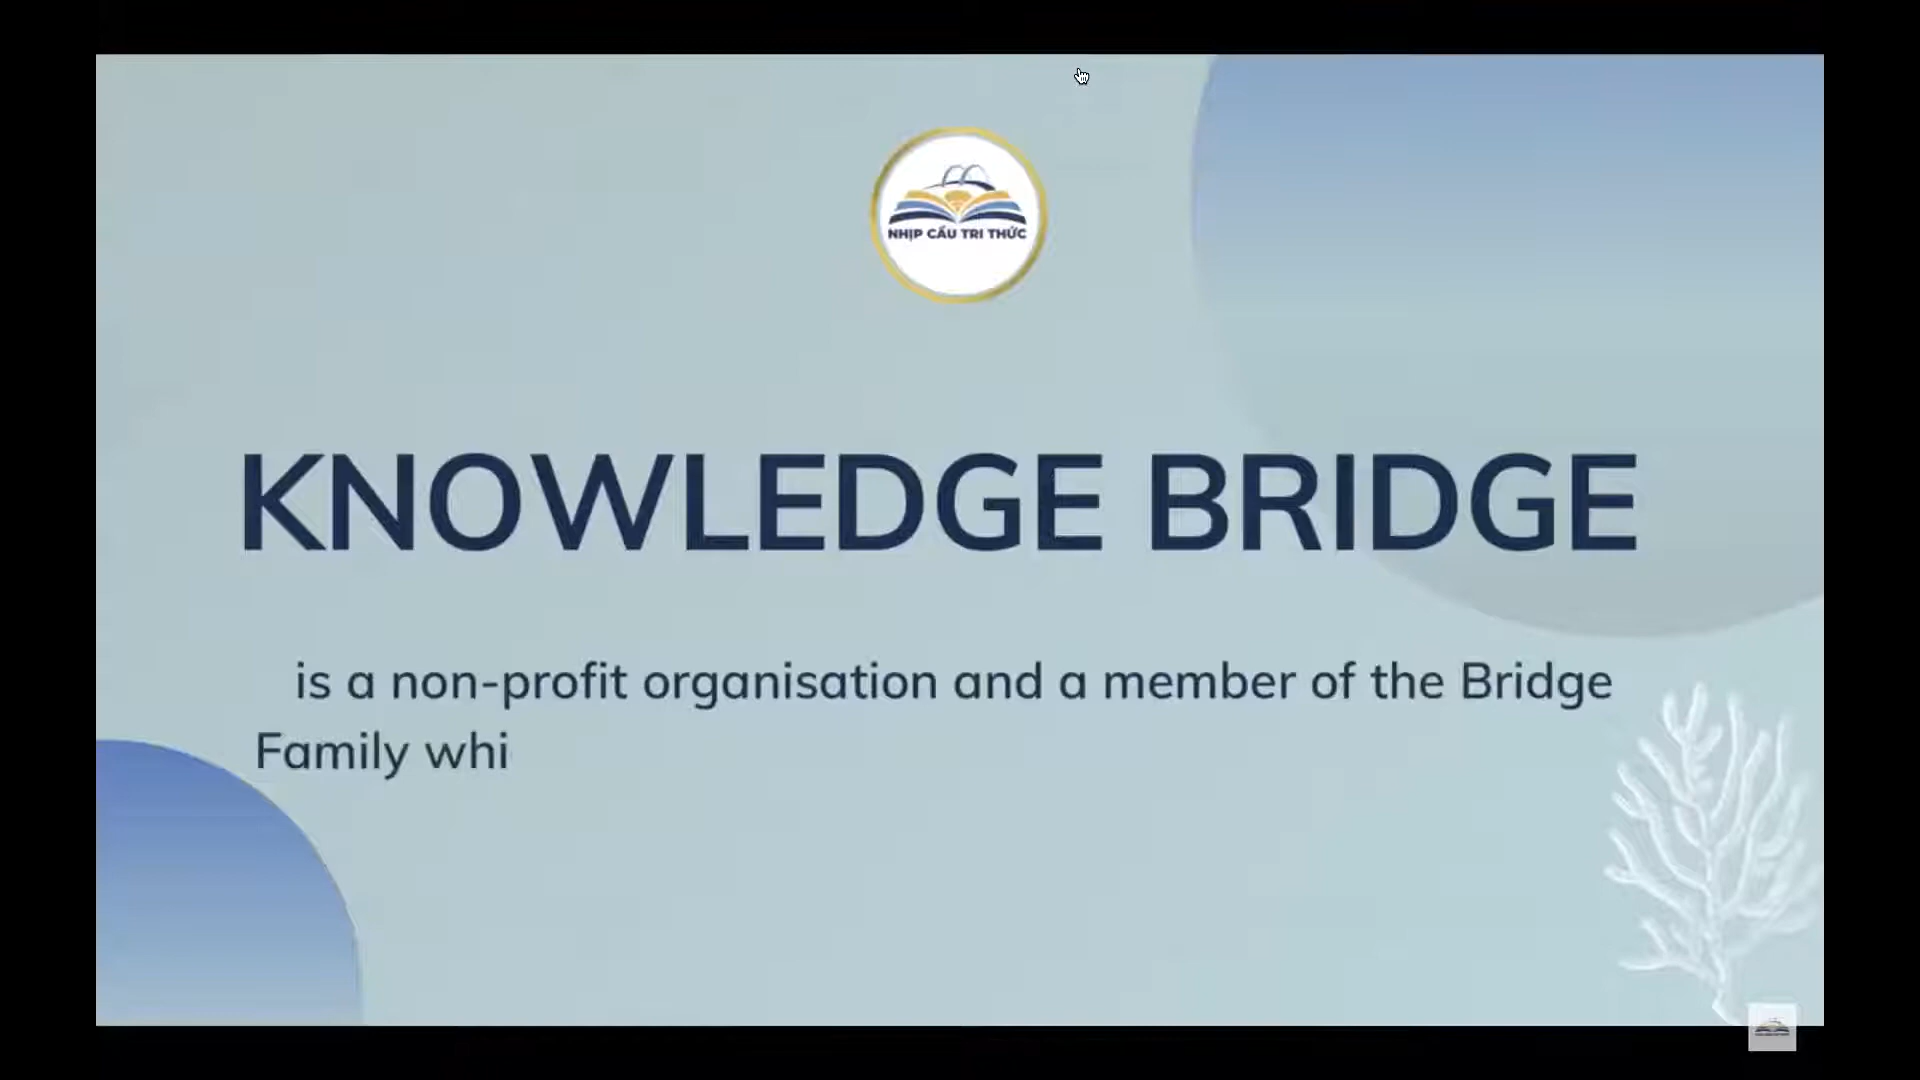 NHỊP CẦU TRI THỨC
KNOWLEDGE BRIDGE
is a non-profit organisation and a member of the Bridge
Family whi